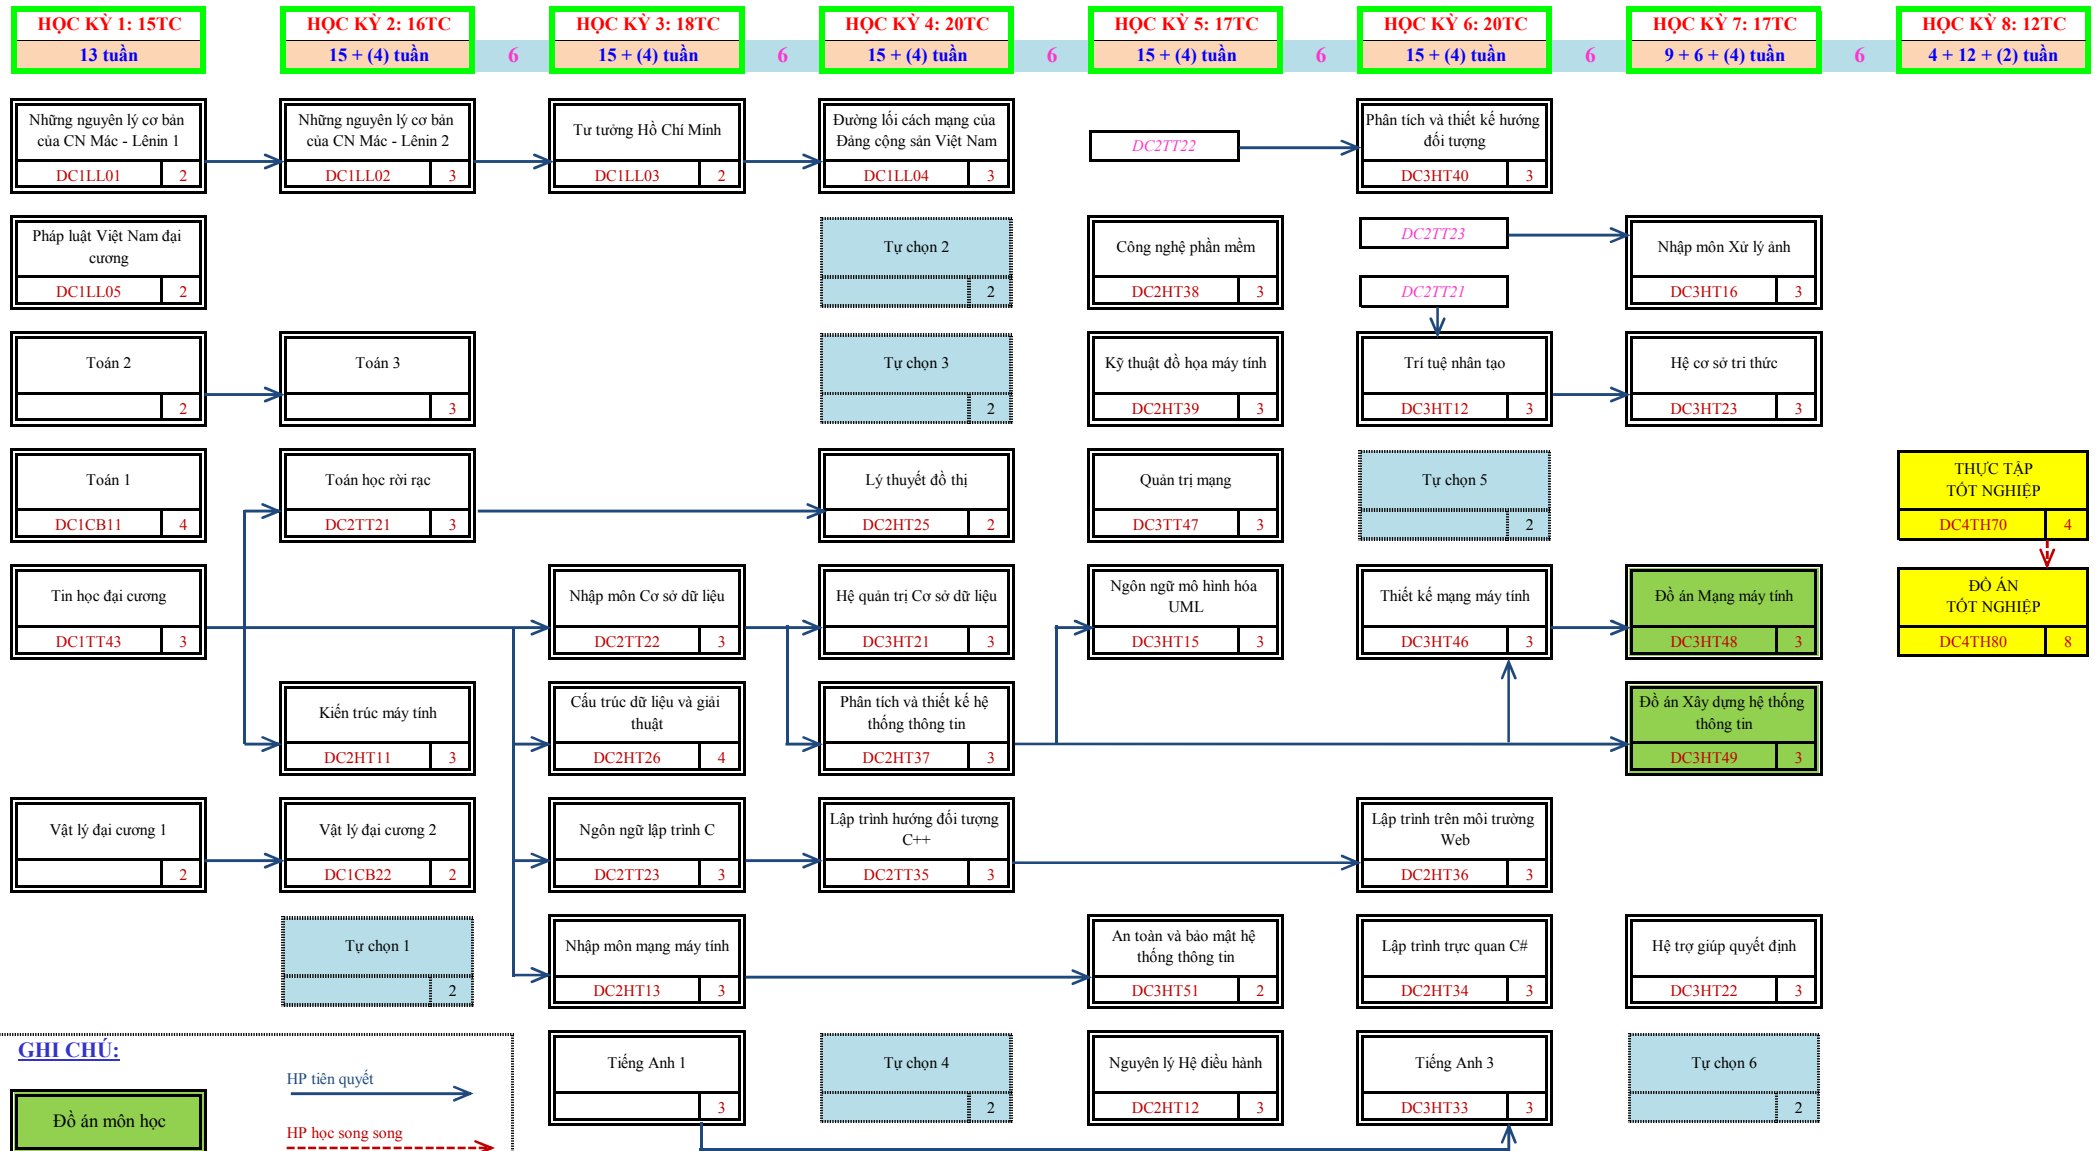 HỌC KỲ 1: 15TC
13 tuần
HỌC KỲ 2: 16TC
15 + (4) tuần
6
HỌC KỲ 3: 18TC
15 + (4) tuần
6
HỌC KỲ 4: 20TC
15 + (4) tuần
6
HỌC KỲ 5: 17TC
15 + (4) tuần
6
HỌC KỲ 6: 20TC
15 + (4) tuần
6
HỌC KỲ 7: 17TC
9 + 6 + (4) tuần
6
HỌC KỲ 8: 12TC
4 + 12 + (2) tuần
Những nguyên lý cơ bản
của CN Mác - Lênin 1
DC1LL01 2
Những nguyên lý cơ bản
của CN Mác - Lênin 2
DC1LL02 3
Tư tưởng Hồ Chí Minh
DC1LL03 2
Đường lối cách mạng của
Đảng cộng sản Việt Nam
DC1LL04 3
DC2TT22
Phân tích và thiết kế hướng
đối tượng
DC3HT40 3
Pháp luật Việt Nam đại
cương
DC1LL05 2
Tự chọn 2
2
Công nghệ phần mềm
DC2HT38 3
DC2TT23
DC2TT21
Nhập môn Xử lý ảnh
DC3HT16 3
Toán 2
2
Toán 3
3
Tự chọn 3
2
Kỹ thuật đồ họa máy tính
DC2HT39 3
Trí tuệ nhân tạo
DC3HT12 3
Hệ cơ sở tri thức
DC3HT23 3
Toán 1
DC1CB11 4
Toán học rời rạc
DC2TT21 3
Lý thuyết đồ thị
DC2HT25 2
Quản trị mạng
DC3TT47 3
Tự chọn 5
2
THỰC TẬP
TỐT NGHIỆP
DC4TH70 4
Tin học đại cương
DC1TT43 3
Nhập môn Cơ sở dữ liệu
DC2TT22 3
Hệ quản trị Cơ sở dữ liệu
DC3HT21 3
Ngôn ngữ mô hình hóa
UML
DC3HT15 3
Thiết kế mạng máy tính
DC3HT46 3
Đồ án Mạng máy tính
DC3HT48 3
ĐỒ ÁN
TỐT NGHIỆP
DC4TH80 8
Kiến trúc máy tính
DC2HT11 3
Cấu trúc dữ liệu và giải
thuật
DC2HT26 4
Phân tích và thiết kế hệ
thống thông tin
DC2HT37 3
Đồ án Xây dựng hệ thống
thông tin
DC3HT49 3
Vật lý đại cương 1
2
Vật lý đại cương 2
DC1CB22 2
Ngôn ngữ lập trình C
DC2TT23 3
Lập trình hướng đối tượng
C++
DC2TT35 3
Lập trình trên môi trường
Web
DC2HT36 3
Tự chọn 1
2
Nhập môn mạng máy tính
DC2HT13 3
An toàn và bảo mật hệ
thống thông tin
DC3HT51 2
Lập trình trực quan C#
DC2HT34 3
Hệ trợ giúp quyết định
DC3HT22 3
Tiếng Anh 1
3
Tự chọn 4
2
Nguyên lý Hệ điều hành
DC2HT12 3
Tiếng Anh 3
DC3HT33 3
Tự chọn 6
2
GHI CHÚ:
HP tiên quyết
Đồ án môn học
HP học song song